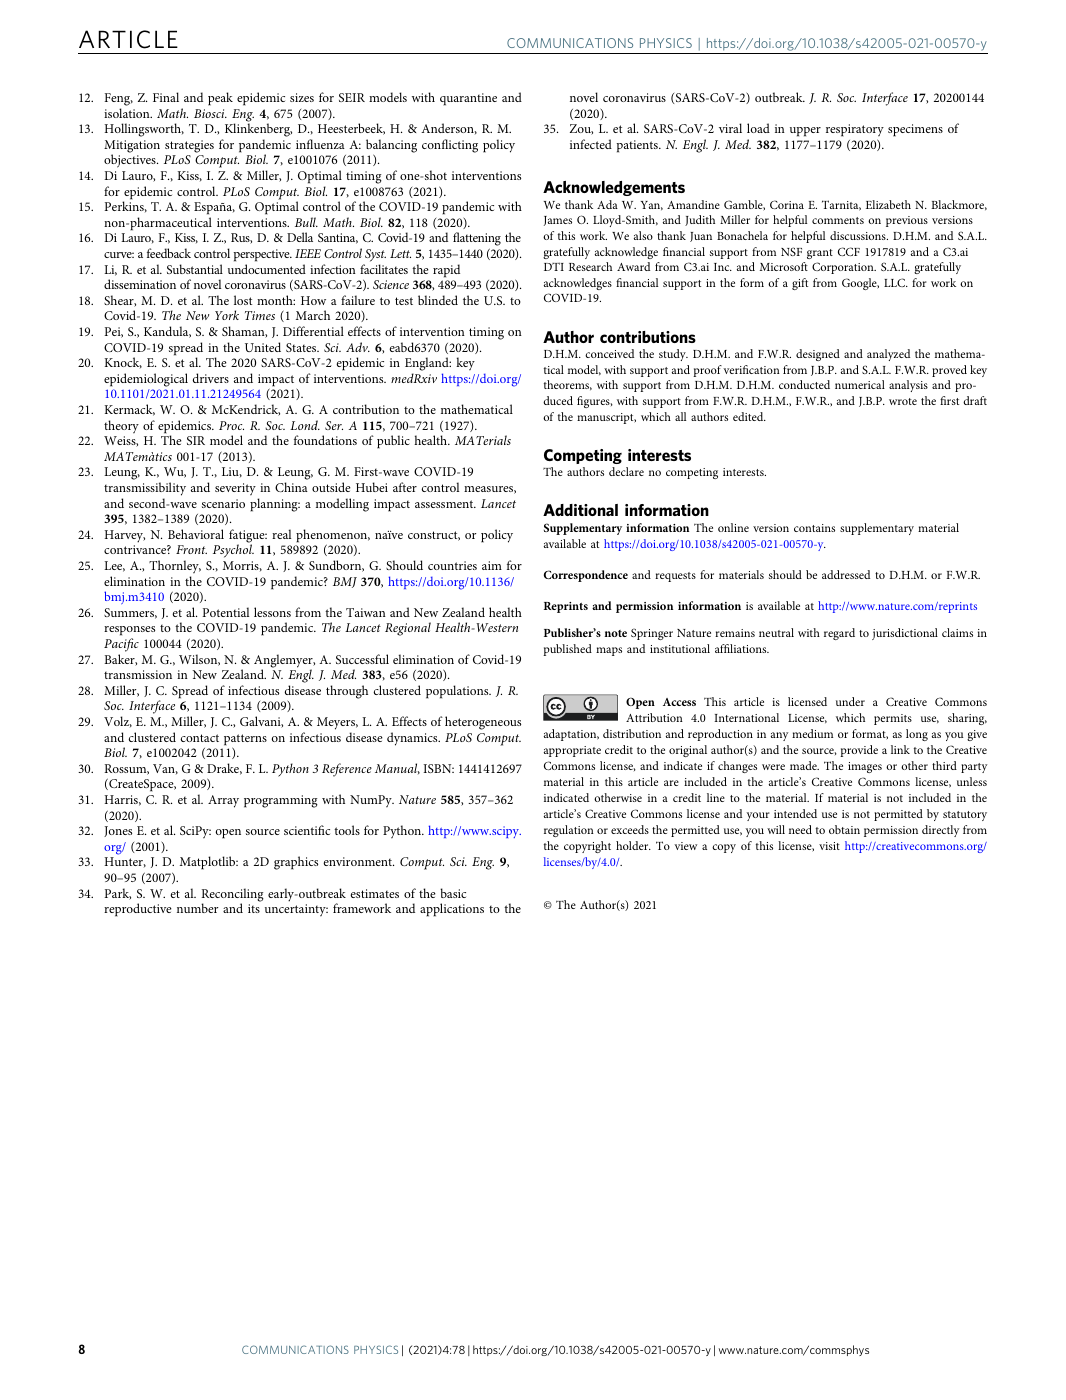 ARTICLE
COMMUNICATIONS PHYSICS | https://doi.org/10.1038/s42005-021-00570-y
12. Feng, Z. Final and peak epidemic sizes for SEIR models with quarantine and
isolation. Math. Biosci. Eng. 4, 675 (2007).
13. Hollingsworth, T. D., Klinkenberg, D., Heesterbeek, H. & Anderson, R. M.
Mitigation strategies for pandemic influenza A: balancing conflicting policy
objectives. PLoS Comput. Biol. 7, e1001076 (2011).
14. Di Lauro, F., Kiss, I. Z. & Miller, J. Optimal timing of one-shot interventions
for epidemic control. PLoS Comput. Biol. 17, e1008763 (2021).
15. Perkins, T. A. & España, G. Optimal control of the COVID-19 pandemic with
non-pharmaceutical interventions. Bull. Math. Biol. 82, 118 (2020).
16. Di Lauro, F., Kiss, I. Z., Rus, D. & Della Santina, C. Covid-19 and flattening the
curve: a feedback control perspective. IEEE Control Syst. Lett. 5, 1435–1440 (2020).
17. Li, R. et al. Substantial undocumented infection facilitates the rapid
dissemination of novel coronavirus (SARS-CoV-2). Science 368, 489–493 (2020).
18. Shear, M. D. et al. The lost month: How a failure to test blinded the U.S. to
Covid-19. The New York Times (1 March 2020).
19. Pei, S., Kandula, S. & Shaman, J. Differential effects of intervention timing on
COVID-19 spread in the United States. Sci. Adv. 6, eabd6370 (2020).
20. Knock, E. S. et al. The 2020 SARS-CoV-2 epidemic in England: key
epidemiological drivers and impact of interventions. medRxiv https://doi.org/
10.1101/2021.01.11.21249564 (2021).
21. Kermack, W. O. & McKendrick, A. G. A contribution to the mathematical
theory of epidemics. Proc. R. Soc. Lond. Ser. A 115, 700–721 (1927).
22. Weiss, H. The SIR model and the foundations of public health. MATerials
MATemàtics 001-17 (2013).
23. Leung, K., Wu, J. T., Liu, D. & Leung, G. M. First-wave COVID-19
transmissibility and severity in China outside Hubei after control measures,
and second-wave scenario planning: a modelling impact assessment. Lancet
395, 1382–1389 (2020).
24. Harvey, N. Behavioral fatigue: real phenomenon, naïve construct, or policy
contrivance? Front. Psychol. 11, 589892 (2020).
25. Lee, A., Thornley, S., Morris, A. J. & Sundborn, G. Should countries aim for
elimination in the COVID-19 pandemic? BMJ 370, https://doi.org/10.1136/
bmj.m3410 (2020).
26. Summers, J. et al. Potential lessons from the Taiwan and New Zealand health
responses to the COVID-19 pandemic. The Lancet Regional Health-Western
Pacific 100044 (2020).
27. Baker, M. G., Wilson, N. & Anglemyer, A. Successful elimination of Covid-19
transmission in New Zealand. N. Engl. J. Med. 383, e56 (2020).
28. Miller, J. C. Spread of infectious disease through clustered populations. J. R.
Soc. Interface 6, 1121–1134 (2009).
29. Volz, E. M., Miller, J. C., Galvani, A. & Meyers, L. A. Effects of heterogeneous
and clustered contact patterns on infectious disease dynamics. PLoS Comput.
Biol. 7, e1002042 (2011).
30. Rossum, Van, G & Drake, F. L. Python 3 Reference Manual, ISBN: 1441412697
(CreateSpace, 2009).
31. Harris, C. R. et al. Array programming with NumPy. Nature 585, 357–362
(2020).
32. Jones E. et al. SciPy: open source scientific tools for Python. http://www.scipy.
org/ (2001).
33. Hunter, J. D. Matplotlib: a 2D graphics environment. Comput. Sci. Eng. 9,
90–95 (2007).
34. Park, S. W. et al. Reconciling early-outbreak estimates of the basic
reproductive number and its uncertainty: framework and applications to the
novel coronavirus (SARS-CoV-2) outbreak. J. R. Soc. Interface 17, 20200144
(2020).
35. Zou, L. et al. SARS-CoV-2 viral load in upper respiratory specimens of
infected patients. N. Engl. J. Med. 382, 1177–1179 (2020).
Acknowledgements
We thank Ada W. Yan, Amandine Gamble, Corina E. Tarnita, Elizabeth N. Blackmore,
James O. Lloyd-Smith, and Judith Miller for helpful comments on previous versions
of this work. We also thank Juan Bonachela for helpful discussions. D.H.M. and S.A.L.
gratefully acknowledge financial support from NSF grant CCF 1917819 and a C3.ai
DTI Research Award from C3.ai Inc. and Microsoft Corporation. S.A.L. gratefully
acknowledges financial support in the form of a gift from Google, LLC. for work on
COVID-19.
Author contributions
D.H.M. conceived the study. D.H.M. and F.W.R. designed and analyzed the mathema-
tical model, with support and proof verification from J.B.P. and S.A.L. F.W.R. proved key
theorems, with support from D.H.M. D.H.M. conducted numerical analysis and pro-
duced figures, with support from F.W.R. D.H.M., F.W.R., and J.B.P. wrote the first draft
of the manuscript, which all authors edited.
Competing interests
The authors declare no competing interests.
Additional information
Supplementary information The online version contains supplementary material
available at https://doi.org/10.1038/s42005-021-00570-y.
Correspondence and requests for materials should be addressed to D.H.M. or F.W.R.
Reprints and permission information is available at http://www.nature.com/reprints
Publisher's note Springer Nature remains neutral with regard to jurisdictional claims in
published maps and institutional affiliations.
cc BY
Open Access This article is licensed under a Creative Commons
Attribution 4.0 International License, which permits use, sharing,
adaptation, distribution and reproduction in any medium or format, as long as you give
appropriate credit to the original author(s) and the source, provide a link to the Creative
Commons license, and indicate if changes were made. The images or other third party
material in this article are included in the article's Creative Commons license, unless
indicated otherwise in a credit line to the material. If material is not included in the
article's Creative Commons license and your intended use is not permitted by statutory
regulation or exceeds the permitted use, you will need to obtain permission directly from
the copyright holder. To view a copy of this license, visit http://creativecommons.org/
licenses/by/4.0/.
© The Author(s) 2021
8
COMMUNICATIONS PHYSICS | (2021)4:78 | https://doi.org/10.1038/s42005-021-00570-y | www.nature.com/commsphys